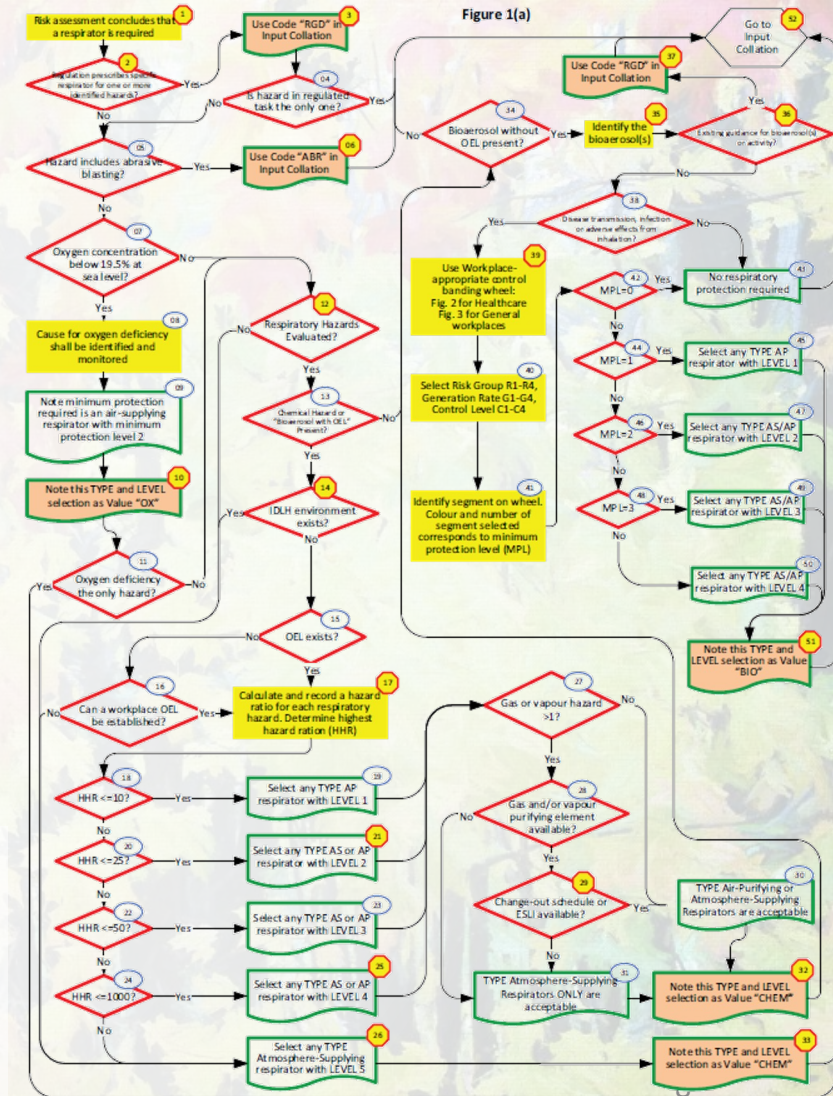 Figure 1(a)
1
Risk assessment concludes that
a respirator is required
2
Regulation prescribes specific
respirator for one or more
identified hazards?
Yes
No
3
Use Code "RGD" in
Input Collation
04
Is hazard in regulated
task the only one?
Yes
No
05
Hazard includes abrasive
blasting?
Yes
No
06
Use Code "ABR" in
Input Collation
07
Oxygen concentration
below 19.5% at
sea level?
No
Yes
08
Cause for oxygen deficiency
shall be identified and
monitored
09
Note minimum protection
required is an air-supplying
respirator with minimum
protection level 2
10
Note this TYPE and LEVEL
selection as Value "OX"
11
Oxygen deficiency
the only hazard?
Yes
No
12
Respiratory Hazards
Evaluated?
No
Yes
13
Chemical Hazard or
"Bioaerosol with OEL"
Present?
No
Yes
14
IDLH environment
exists?
Yes
No
15
OEL exists?
No
Yes
16
Can a workplace OEL
be established?
No
Yes
17
Calculate and record a hazard
ratio for each respiratory
hazard. Determine highest
hazard ration (HHR)
18
HHR <=10?
Yes
No
19
Select any TYPE AP
respirator with LEVEL 1
20
HHR <=25?
Yes
No
21
Select any TYPE AS or AP
respirator with LEVEL 2
22
HHR <=50?
Yes
No
23
Select any TYPE AS or AP
respirator with LEVEL 3
24
HHR <=1000?
Yes
No
25
Select any TYPE AS or AP
respirator with LEVEL 4
26
Select any TYPE
Atmosphere-Supplying
respirator with LEVEL 5
27
Gas or vapour hazard
>1?
No
Yes
28
Gas and/or vapour
purifying element
available?
No
Yes
29
Change-out schedule or
ESLI available?
Yes
No
30
TYPE Air-Purifying or
Atmosphere-Supplying
Respirators are acceptable
31
TYPE Atmosphere-Supplying
Respirators ONLY are
acceptable
32
Note this TYPE and LEVEL
selection as Value "CHEM"
33
Note this TYPE and LEVEL
selection as Value "CHEM"
34
Bioaerosol without
OEL present?
No
Yes
35
Identify the
bioaerosol(s)
36
Existing guidance for bioaerosol(s)
or activity?
Yes
No
37
Use Code "RGD" in
Input Collation
38
Disease transmission, infection
or adverse effects from
inhalation?
Yes
No
39
Use Workplace-
appropriate control
banding wheel:
Fig. 2 for Healthcare
Fig. 3 for General
workplaces
40
Select Risk Group R1-R4,
Generation Rate G1-G4,
Control Level C1-C4
41
Identify segment on wheel.
Colour and number of
segment selected
corresponds to minimum
protection level (MPL)
42
MPL=0
Yes
No
43
No respiratory
protection required
44
MPL=1
Yes
No
45
Select any TYPE AP
respirator with LEVEL 1
46
MPL=2
Yes
No
47
Select any TYPE AS/AP
respirator with LEVEL 2
48
MPL=3
Yes
No
49
Select any TYPE AS/AP
respirator with LEVEL 3
50
Select any TYPE AS/AP
respirator with LEVEL 4
51
Note this TYPE and
LEVEL selection as Value
"BIO"
52
Go to
Input
Collation